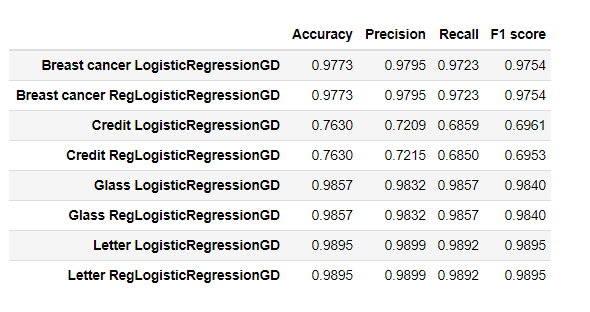 Accuracy Precision Recall F1 score
Breast cancer LogisticRegressionGD 0.9773 0.9795 0.9723 0.9754
Breast cancer RegLogisticRegressionGD 0.9773 0.9795 0.9723 0.9754
Credit LogisticRegressionGD 0.7630 0.7209 0.6859 0.6961
Credit RegLogisticRegressionGD 0.7630 0.7215 0.6850 0.6953
Glass LogisticRegressionGD 0.9857 0.9832 0.9857 0.9840
Glass RegLogisticRegressionGD 0.9857 0.9832 0.9857 0.9840
Letter LogisticRegressionGD 0.9895 0.9899 0.9892 0.9895
Letter RegLogisticRegressionGD 0.9895 0.9899 0.9892 0.9895